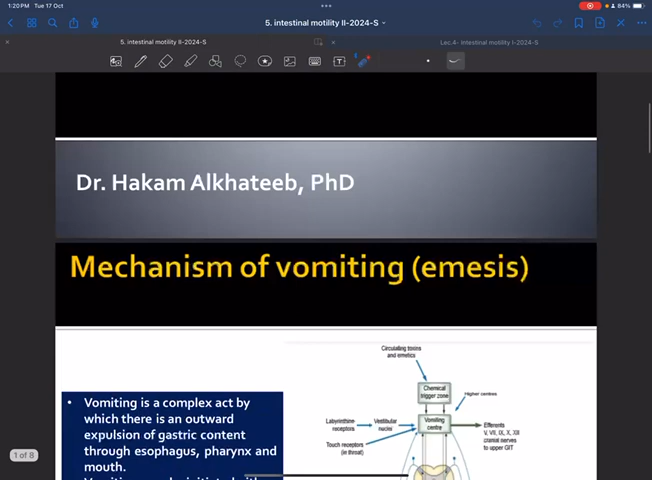 1:20PM Tue 17 Oct
84%
5. intestinal motility II-2024-S
5. intestinal motility II-2024-S
Lec.4- Intestinal motility I-2024-S
Dr. Hakam Alkhateeb, PhD
Mechanism of vomiting (emesis)
• Vomiting is a complex act by
which there is an outward
expulsion of gastric content
through esophagus, pharynx and
mouth.
Circulating toxins
and emetics
Chemical
trigger zone
Higher centres
Labyrinthine
receptors
Vestibular
nuclei
Vomiting
centre
Efferents
V, VII, IX, X, XII
cranial nerves
to upper GIT
Touch receptors
(in throat)
1 of 8